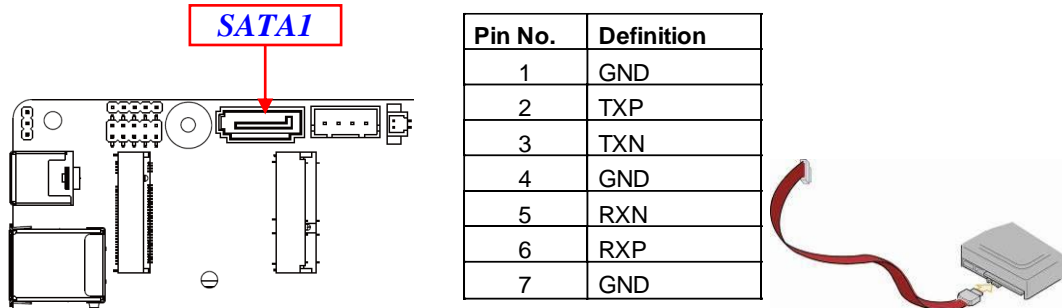 SATA1
Pin No. Definition
1 GND
2 TXP
3 TXN
4 GND
5 RXN
6 RXP
7 GND